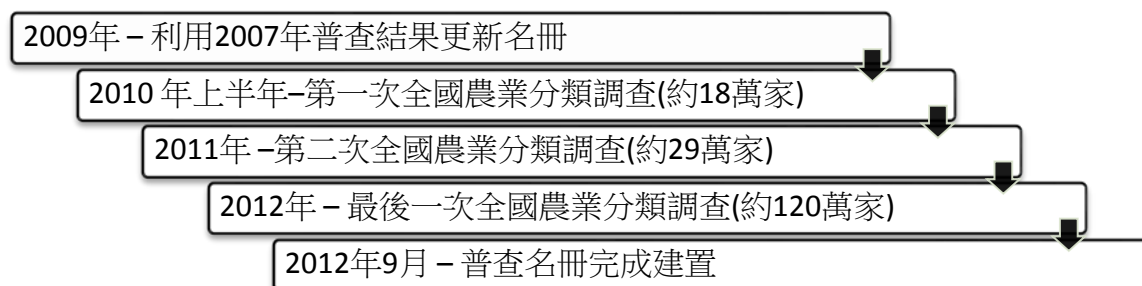 2009年 – 利用2007年普查結果更新名冊
2010 年上半年–第一次全國農業分類調查(約18萬家)
2011年 –第二次全國農業分類調查(約29萬家)
2012年 – 最後一次全國農業分類調查(約120萬家)
2012年9月 – 普查名冊完成建置